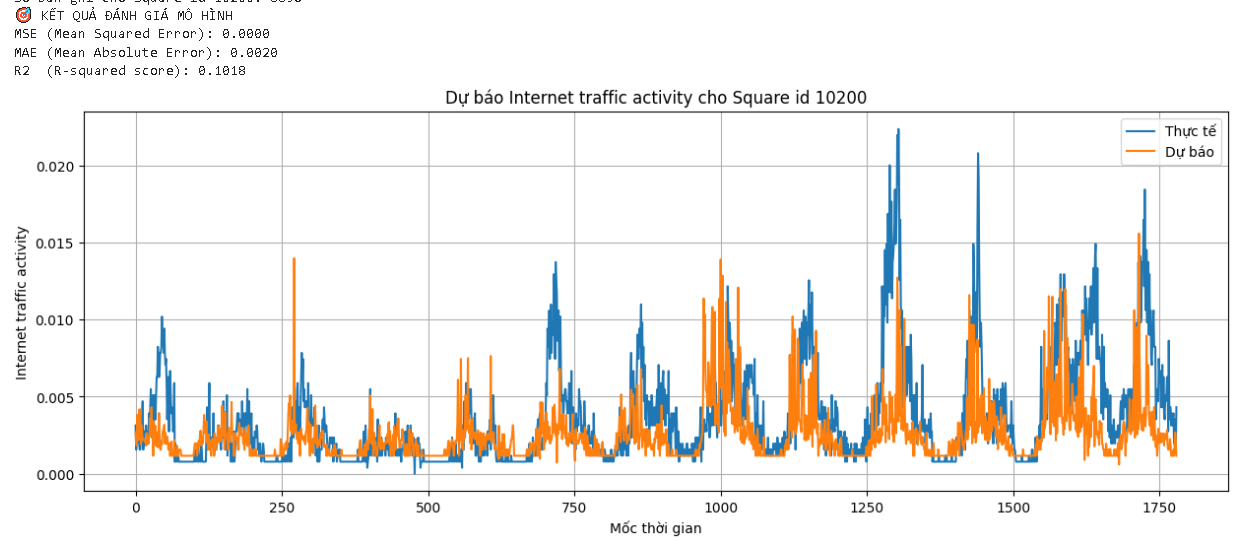 🎯 KẾT QUẢ ĐÁNH GIÁ MÔ HÌNH
MSE (Mean Squared Error): 0.0000
MAE (Mean Absolute Error): 0.0020
R2  (R-squared score): 0.1018
Dự báo Internet traffic activity cho Square id 10200
Thực tế
Dự báo
Internet traffic activity
0.020
0.015
0.010
0.005
0.000
0 250 500 750 1000 1250 1500 1750
Mốc thời gian